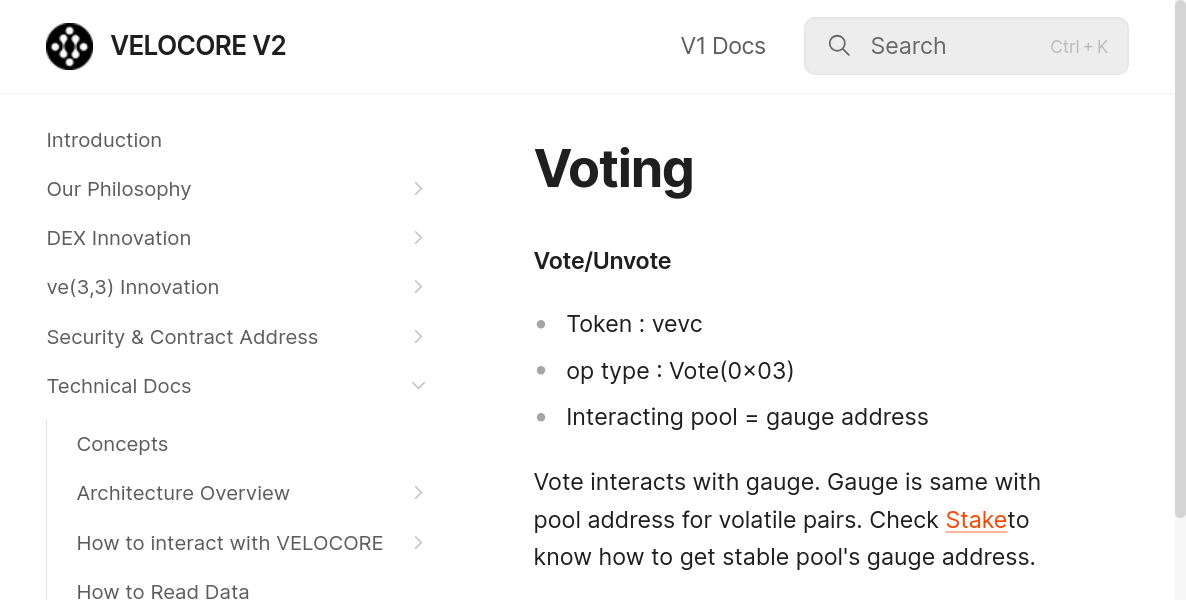 VELOCORE V2
V1 Docs
Search
Ctrl + K
Introduction
Our Philosophy
DEX Innovation
ve(3,3) Innovation
Security & Contract Address
Technical Docs
Concepts
Architecture Overview
How to interact with VELOCORE
How to Read Data
Voting
Vote/Unvote
Token : vevc
op type : Vote(0×03)
Interacting pool = gauge address
Vote interacts with gauge. Gauge is same with
pool address for volatile pairs. Check Staketo
know how to get stable pool's gauge address.